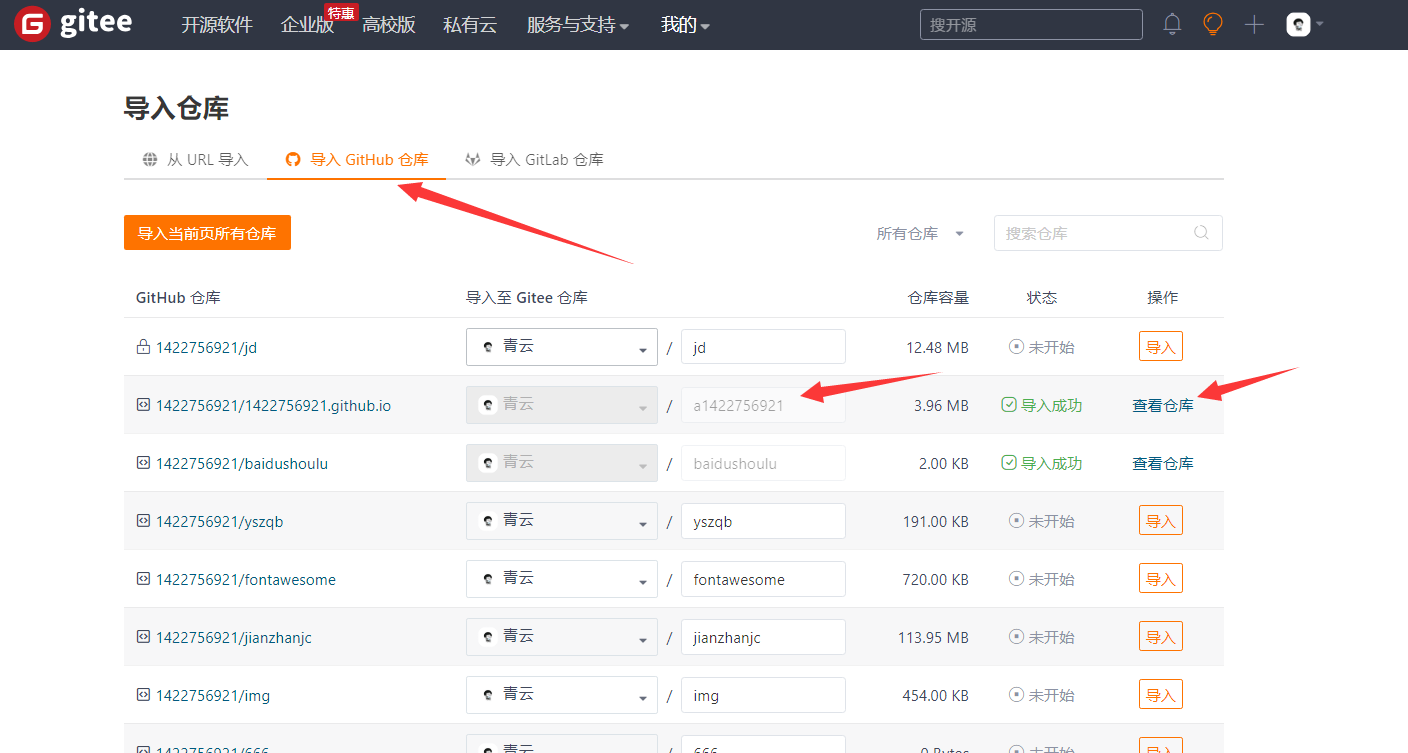 gitee 开源软件 企业版 特惠 高校版 私有云 服务与支持 我的 搜开源
导入仓库
从 URL 导入 导入 GitHub 仓库 导入 GitLab 仓库
导入当前页所有仓库 所有仓库 搜索仓库
GitHub 仓库 导入至 Gitee 仓库 仓库容量 状态 操作
1422756921/jd 青云 / jd 12.48 MB 未开始 导入
1422756921/1422756921.github.io 青云 / a1422756921 3.96 MB 导入成功 查看仓库
1422756921/baidushoulu 青云 / baidushoulu 2.00 KB 导入成功 查看仓库
1422756921/yszqb 青云 / yszqb 191.00 KB 未开始 导入
1422756921/fontawesome 青云 / fontawesome 720.00 KB 未开始 导入
1422756921/jianzhanjc 青云 / jianzhanjc 113.95 MB 未开始 导入
1422756921/img 青云 / img 454.00 KB 未开始 导入
1422756921/666 青云 / 666 0 Bytes 未开始 导入